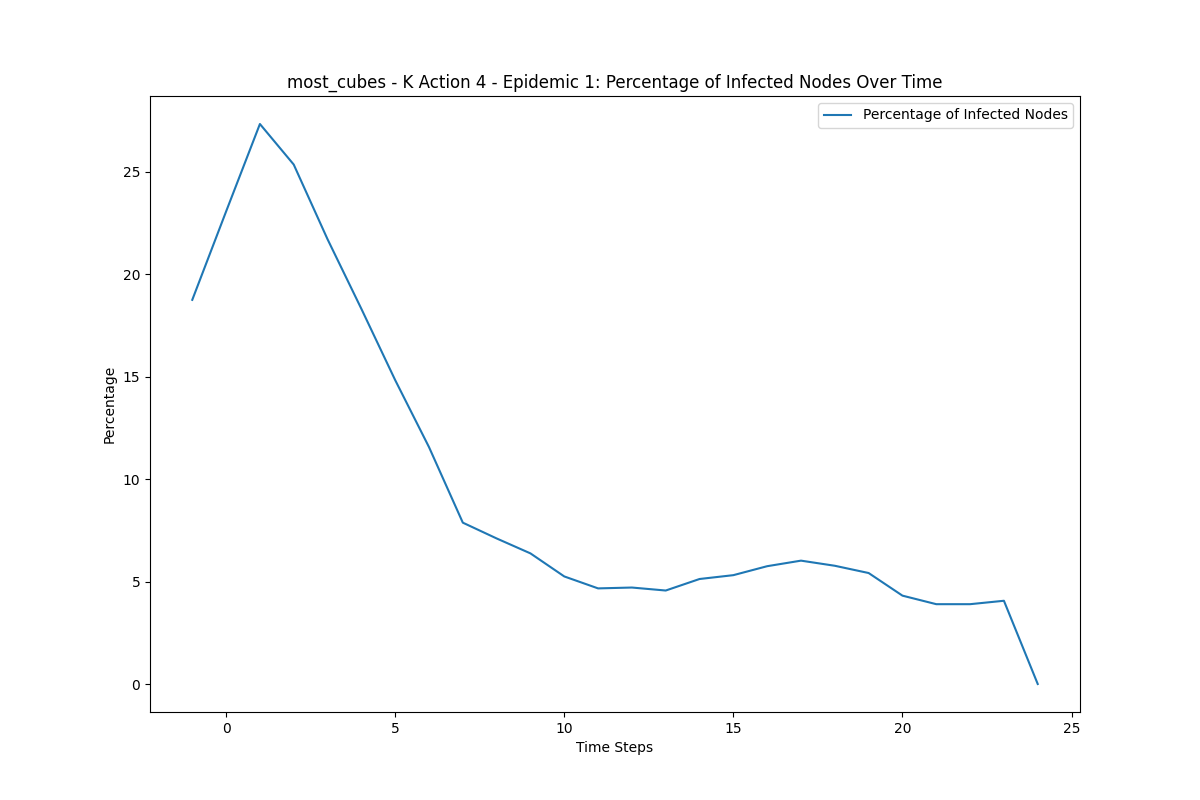 most_cubes - K Action 4 - Epidemic 1: Percentage of Infected Nodes Over Time
Percentage of Infected Nodes
25
20
15
10
5
0
Percentage
0 5 10 15 20 25
Time Steps